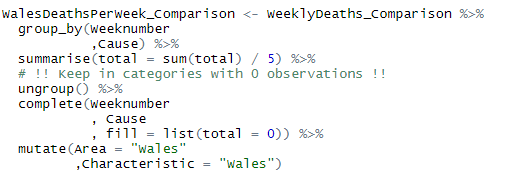 WalesDeathsPerWeek_Comparison <- WeeklyDeaths_Comparison %>%
  group_by(Weeknumber
          ,Cause) %>%
  summarise(total = sum(total) / 5) %>%
  # !! Keep in categories with 0 observations !!
  ungroup() %>%
  complete(Weeknumber
           , Cause
           , fill = list(total = 0)) %>%
  mutate(Area = "Wales"
         ,Characteristic = "Wales")